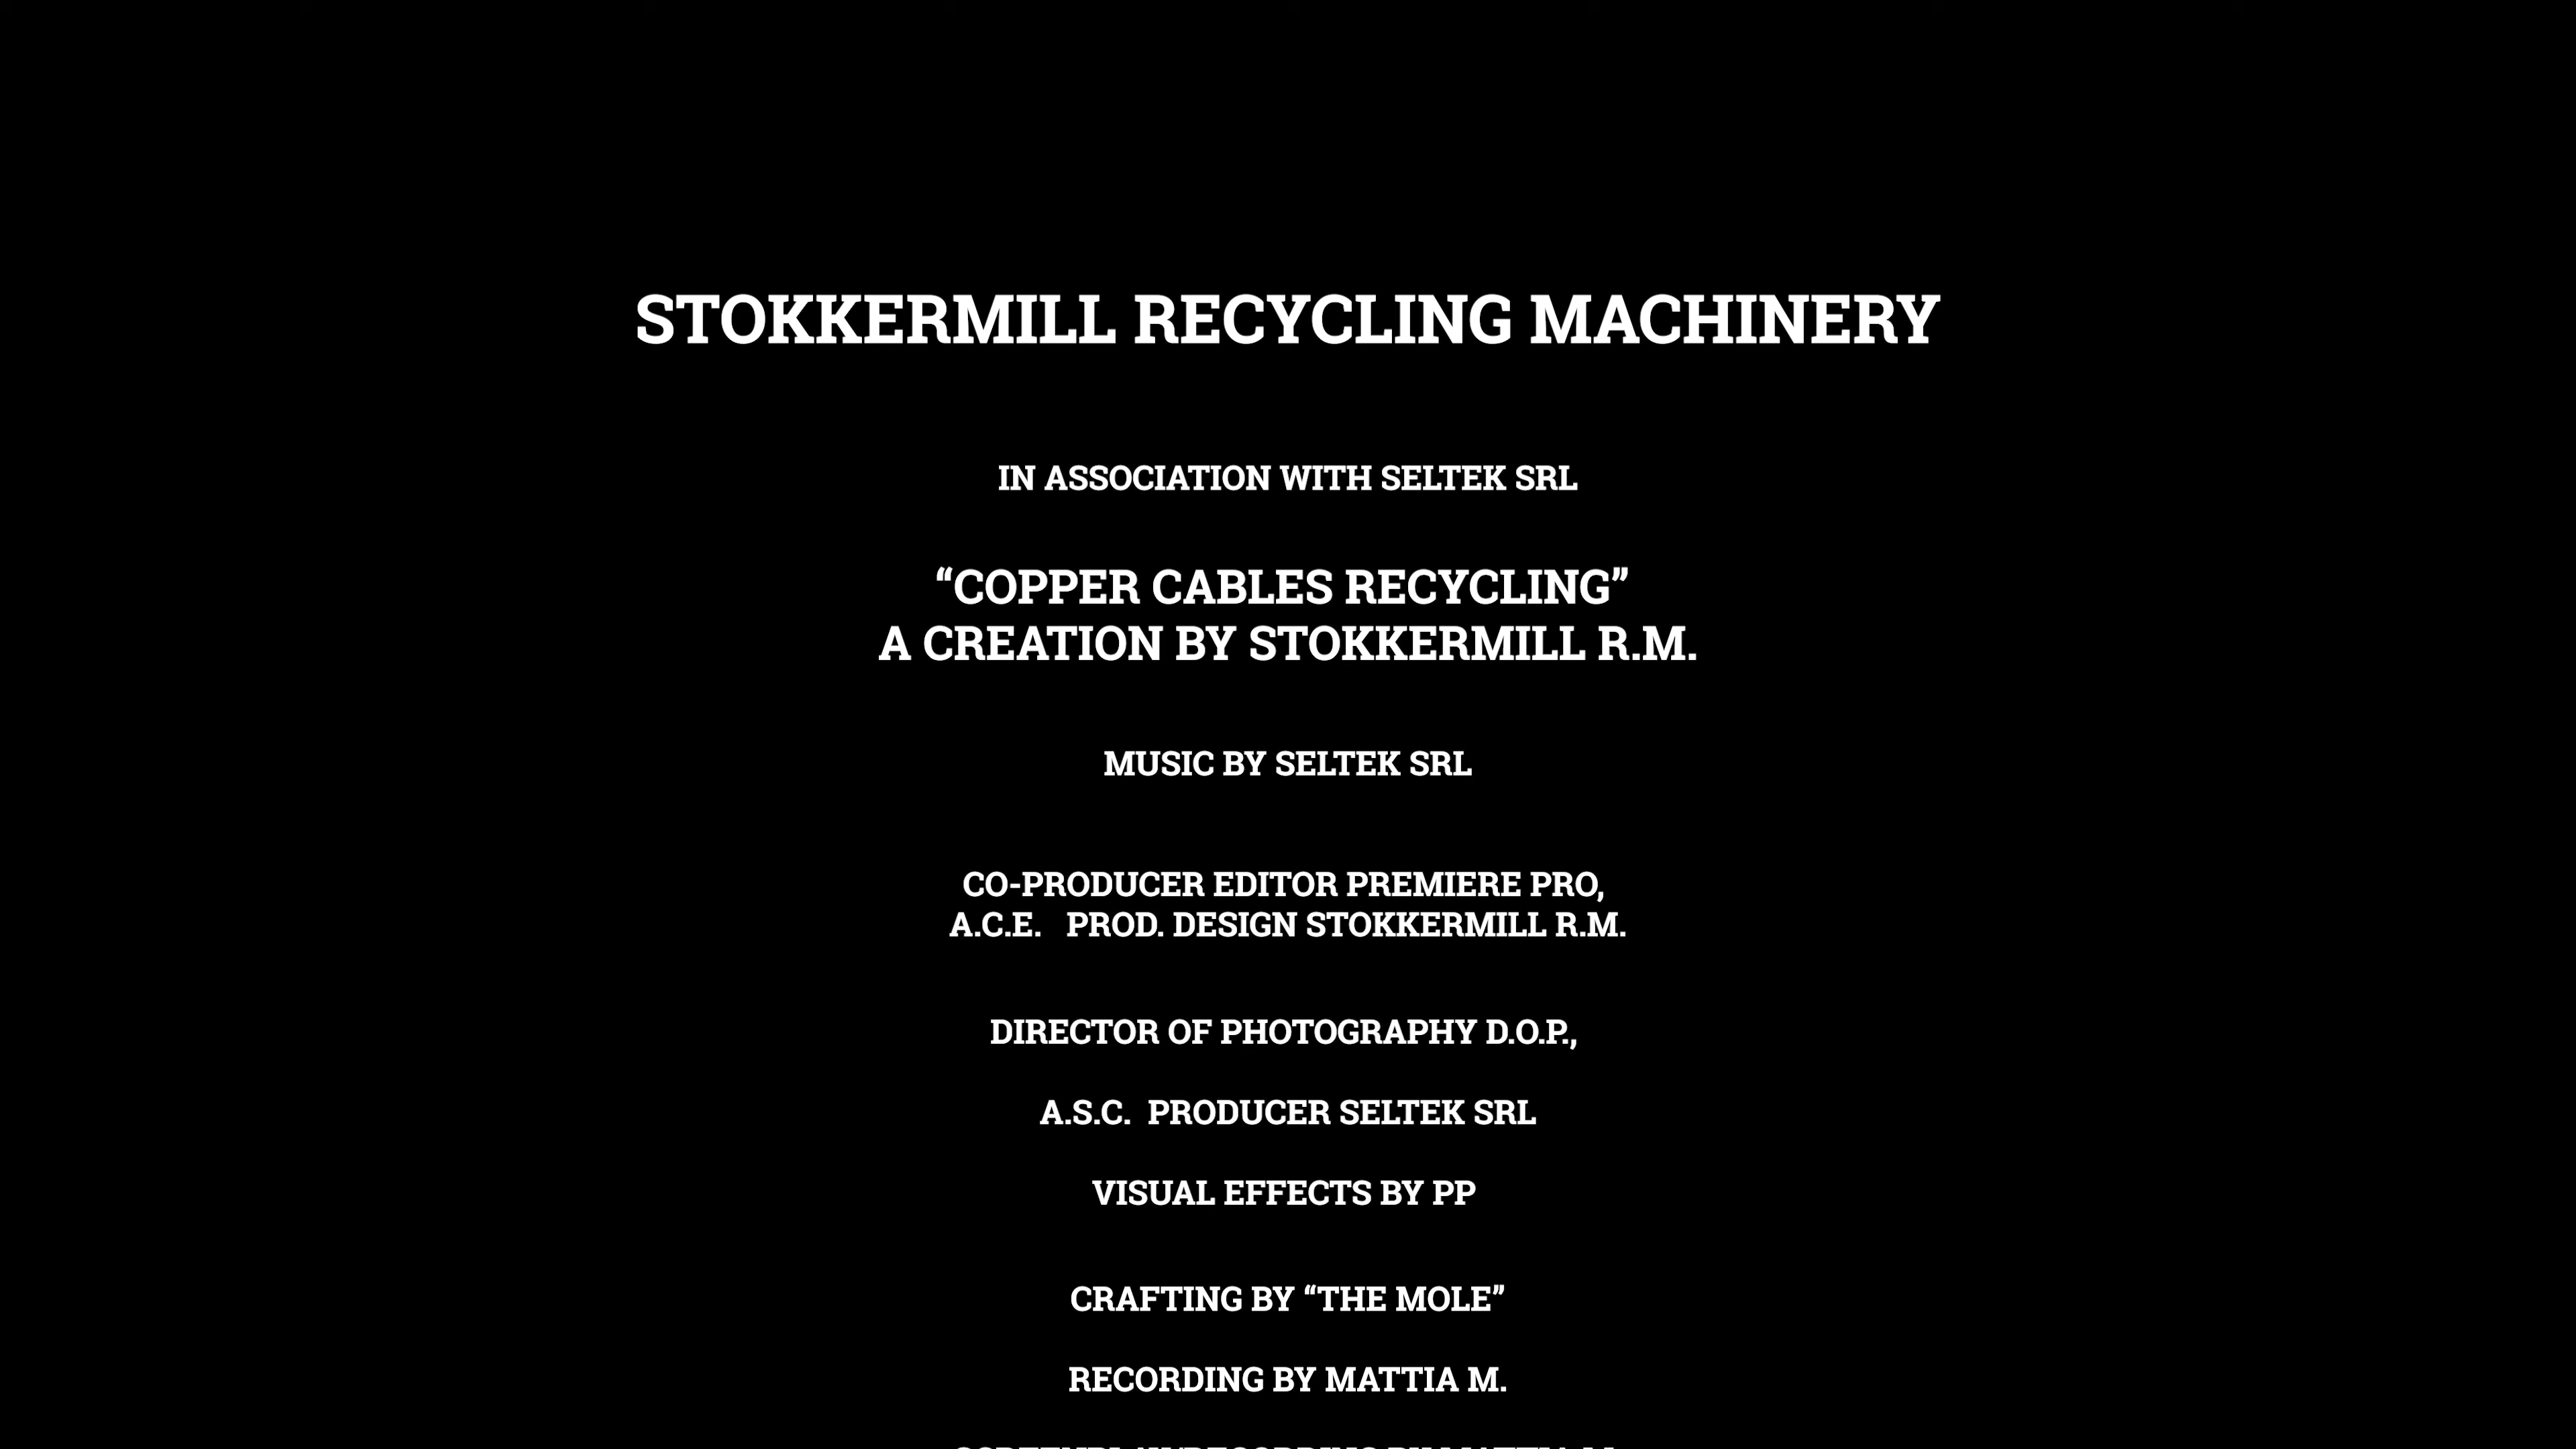 STOKKERMILL RECYCLING MACHINERY
IN ASSOCIATION WITH SELTEK SRL
“COPPER CABLES RECYCLING”
A CREATION BY STOKKERMILL R.M.
MUSIC BY SELTEK SRL
CO-PRODUCER EDITOR PREMIERE PRO,
A.C.E. PROD. DESIGN STOKKERMILL R.M.
DIRECTOR OF PHOTOGRAPHY D.O.P.,
A.S.C. PRODUCER SELTEK SRL
VISUAL EFFECTS BY PP
CRAFTING BY “THE MOLE”
RECORDING BY MATTIA M.